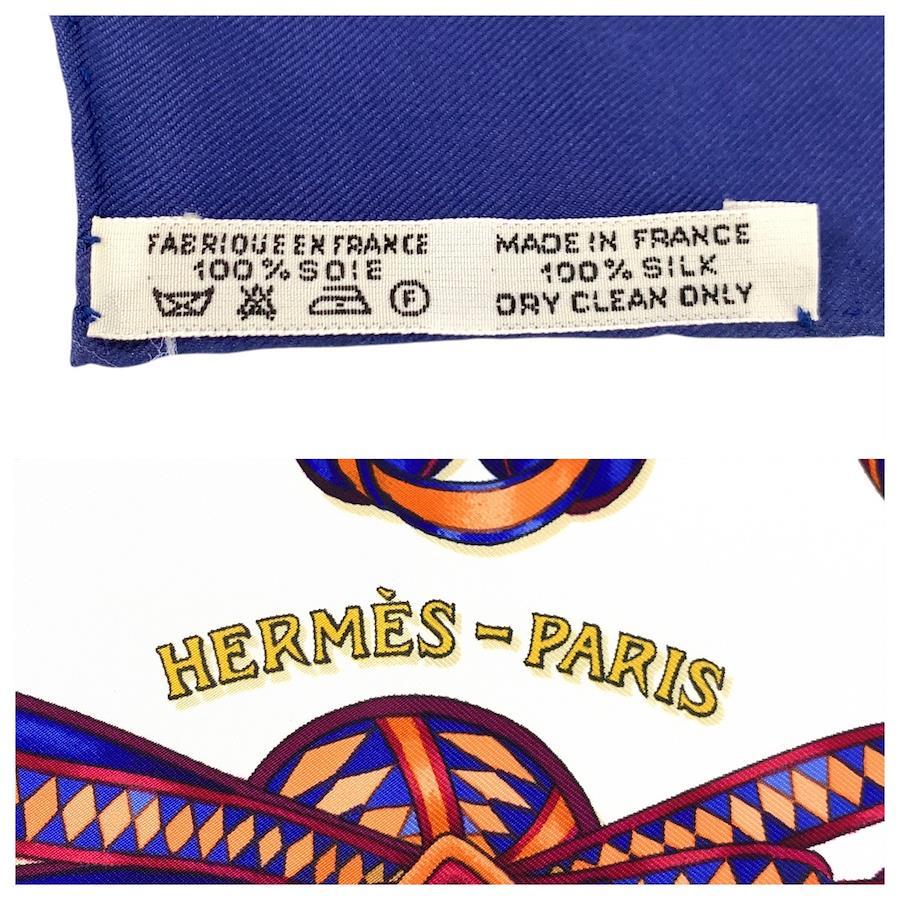 FABRIQUE EN FRANCE
100% SOIE
F
MADE IN FRANCE
100% SILK
DRY CLEAN ONLY
HERMÈS - PARIS